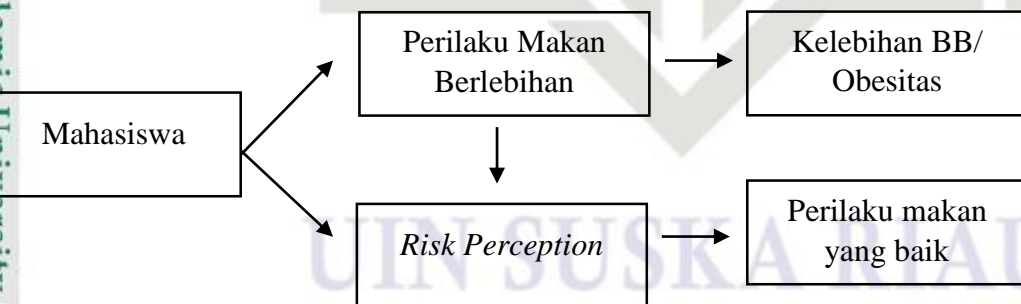 Perilaku Makan
Berlebihan
Kelebihan BB/
Obesitas
Mahasiswa
Risk Perception
Perilaku makan
yang baik
UIN SUSKA RIAU